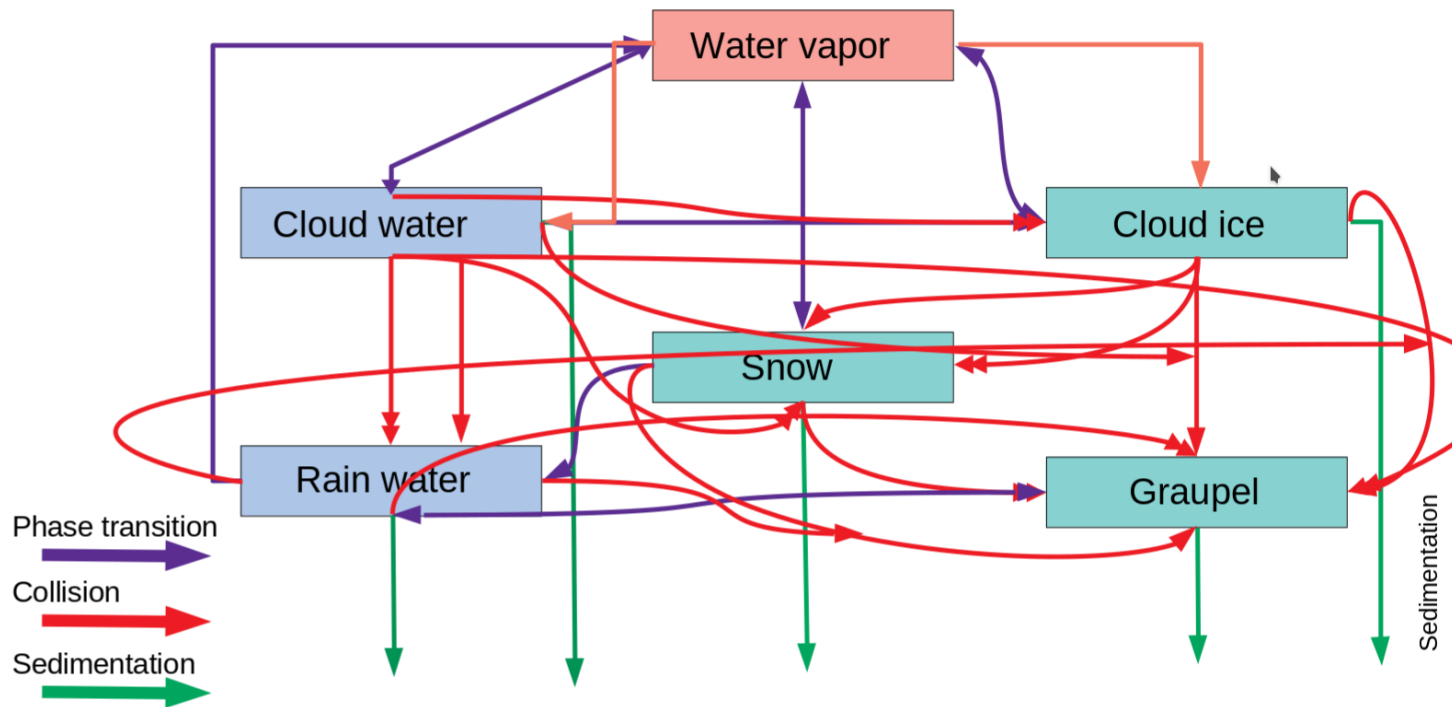 Water vapor
Cloud water
Cloud ice
Snow
Rain water
Graupel
Phase transition
Collision
Sedimentation
Sedimentation